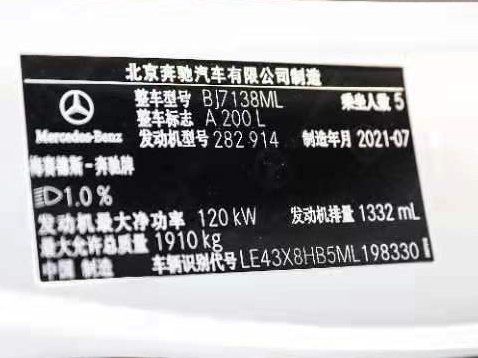 北京奔驰汽车有限公司制造
整车型号 BJ7138ML 乘坐人数 5
整车标志 A 200 L
Mercedes-Benz 发动机型号 282 914 制造年月 2021-07
梅赛德斯-奔驰牌
1.0 %
发动机最大净功率 120 kW 发动机排量 1332 mL
最大允许总质量 1910 kg
中国 制造 车辆识别代号 LE43X8HB5ML198330